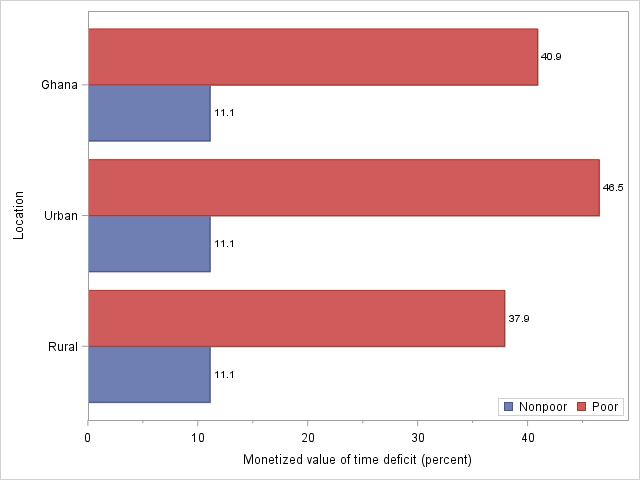 Location
Ghana
40.9
11.1
Urban
46.5
11.1
Rural
37.9
11.1
Nonpoor Poor
0 10 20 30 40
Monetized value of time deficit (percent)